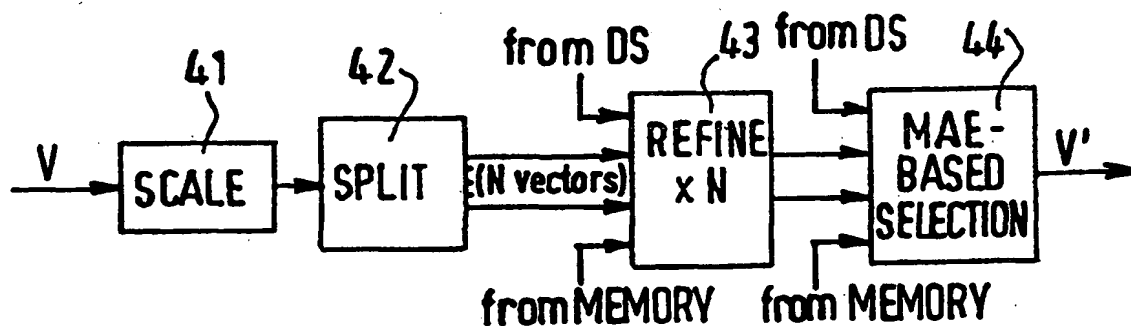 41
42
from DS
43
from DS
44
V
SCALE
SPLIT
(N vectors)
REFINE
x N
MAE-
BASED
SELECTION
V'
from MEMORY
from MEMORY